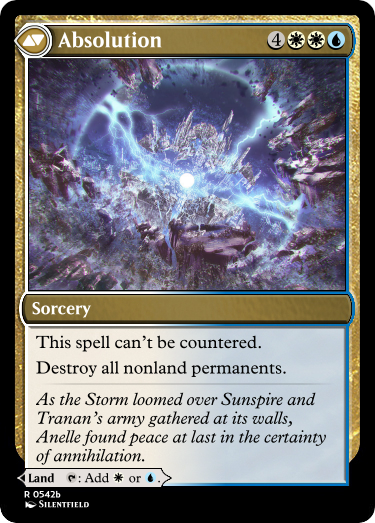 Absolution 4
Sorcery
This spell can't be countered.
Destroy all nonland permanents.
As the Storm loomed over Sunspire and
Tranan's army gathered at its walls,
Anelle found peace at last in the certainty
of annihilation.
Land : Add or .
R 0542b
Silentfield